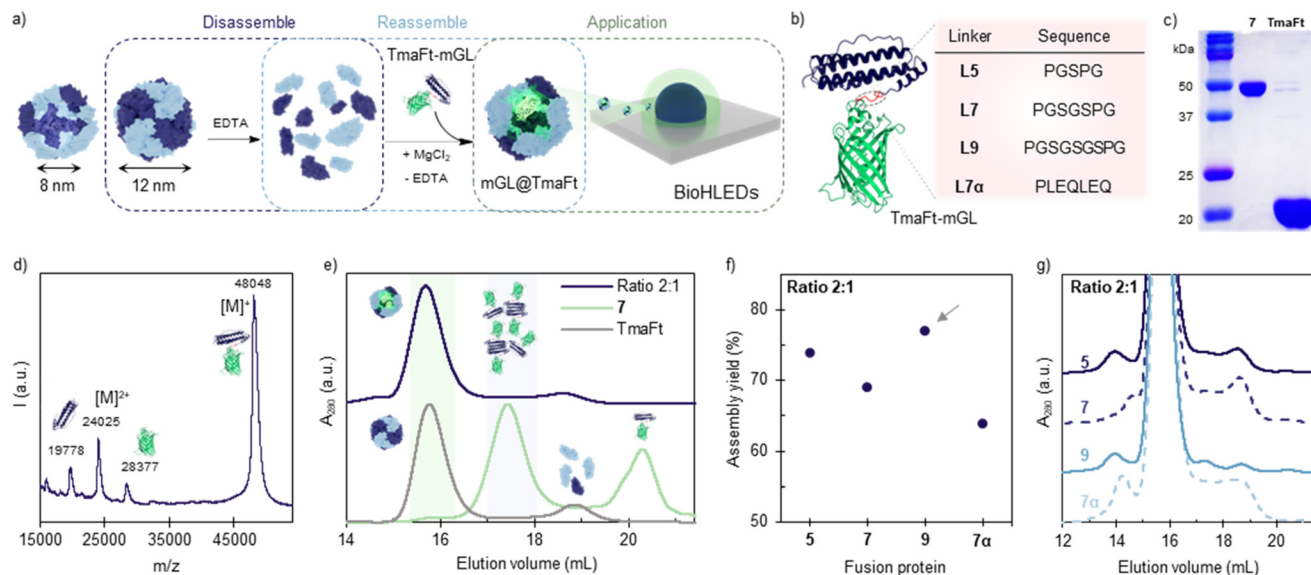 a)
Disassemble
Reassemble
Application
TmaFt-mGL
EDTA
+ MgCl2
- EDTA
8 nm
12 nm
mGL@TmaFt
BioHLEDs
b)
Linker Sequence
L5 PGSPG
L7 PGSGSPG
L9 PGSGSGSPG
L7α PLEQLEQ
TmaFt-mGL
c)
7 TmaFt
kDa
50
37
25
20
d)
48048
[M]+
[M]2+
24025
19778
28377
I (a.u.)
15000 25000 35000 45000
m/z
e)
Ratio 2:1
7
TmaFt
A280 (a.u.)
14 16 18 20
Elution volume (mL)
f)
Ratio 2:1
85
80
70
60
50
Assembly yield (%)
5 7 9 7α
Fusion protein
g)
Ratio 2:1
5
7
9
7α
A280 (a.u.)
12 14 16 18 20
Elution volume (mL)